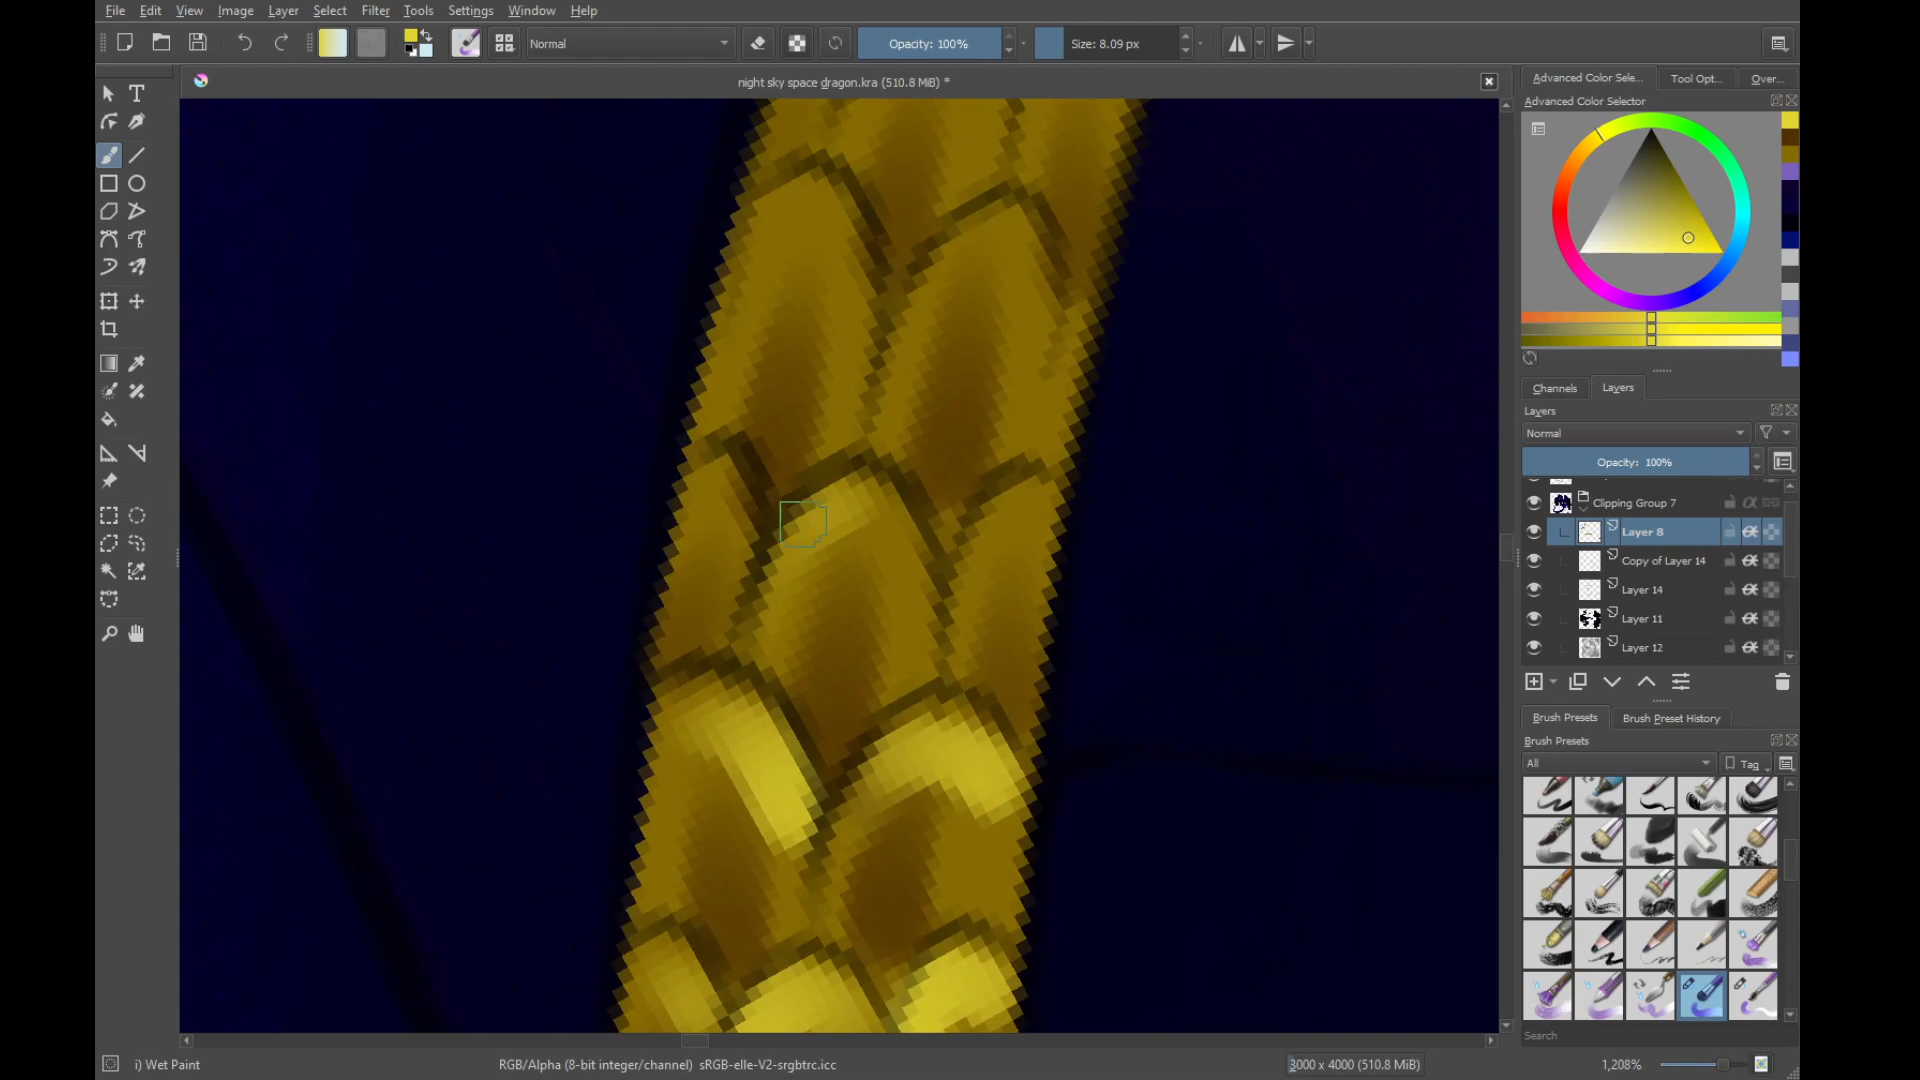 File Edit View Image Layer Select Filter Tools Settings Window Help
Normal
Opacity: 100%
Size: 8.09 px
night sky space dragon.kra (510.8 MiB) *
Advanced Color Sele...
Tool Opt...
Over...
Advanced Color Selector
Channels
Layers
Layers
Normal
Opacity: 100%
Clipping Group 7
Layer 8
Copy of Layer 14
Layer 14
Layer 11
Layer 12
Brush Presets
Brush Preset History
Brush Presets
All
Tag
Search
i) Wet Paint
RGB/Alpha (8-bit integer/channel) sRGB-elle-V2-srgbtrc.icc
3000 x 4000 (510.8 MiB)
1,208%